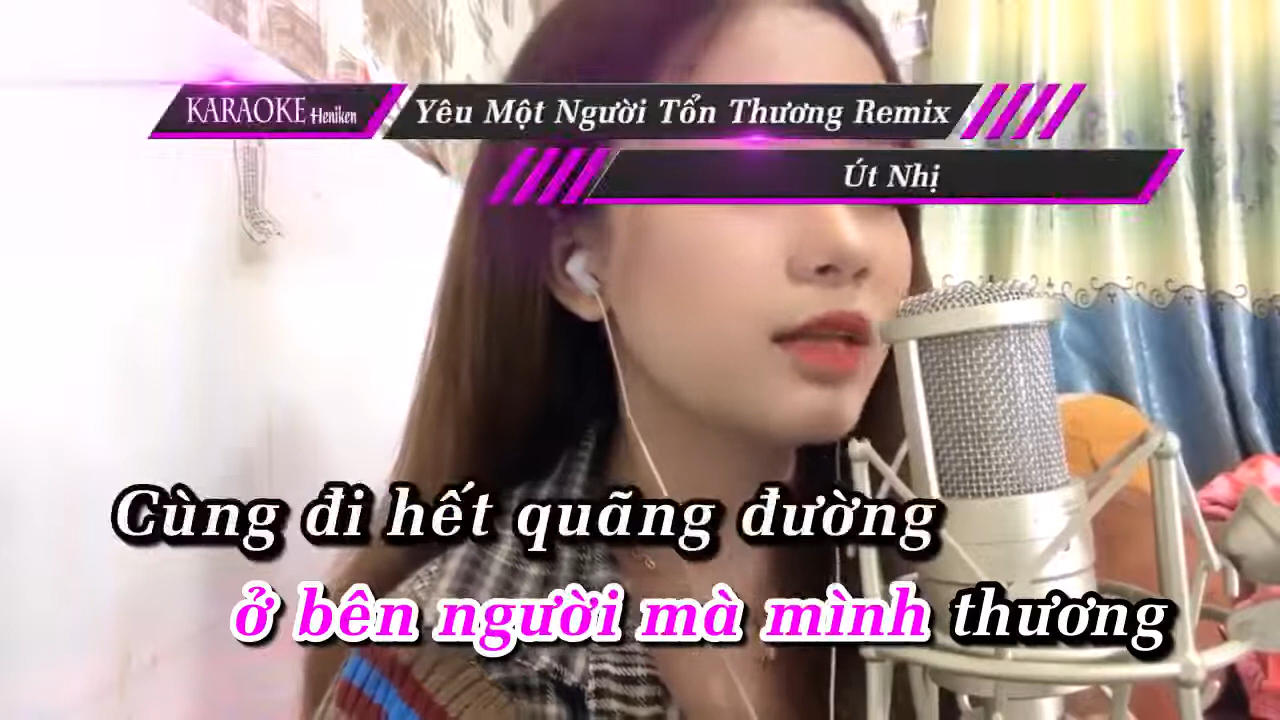 KARAOKE Heniken
Yêu Một Người Tổn Thương Remix
Út Nhị
Cùng đi hết quãng đường
ở bên người mà mình thương